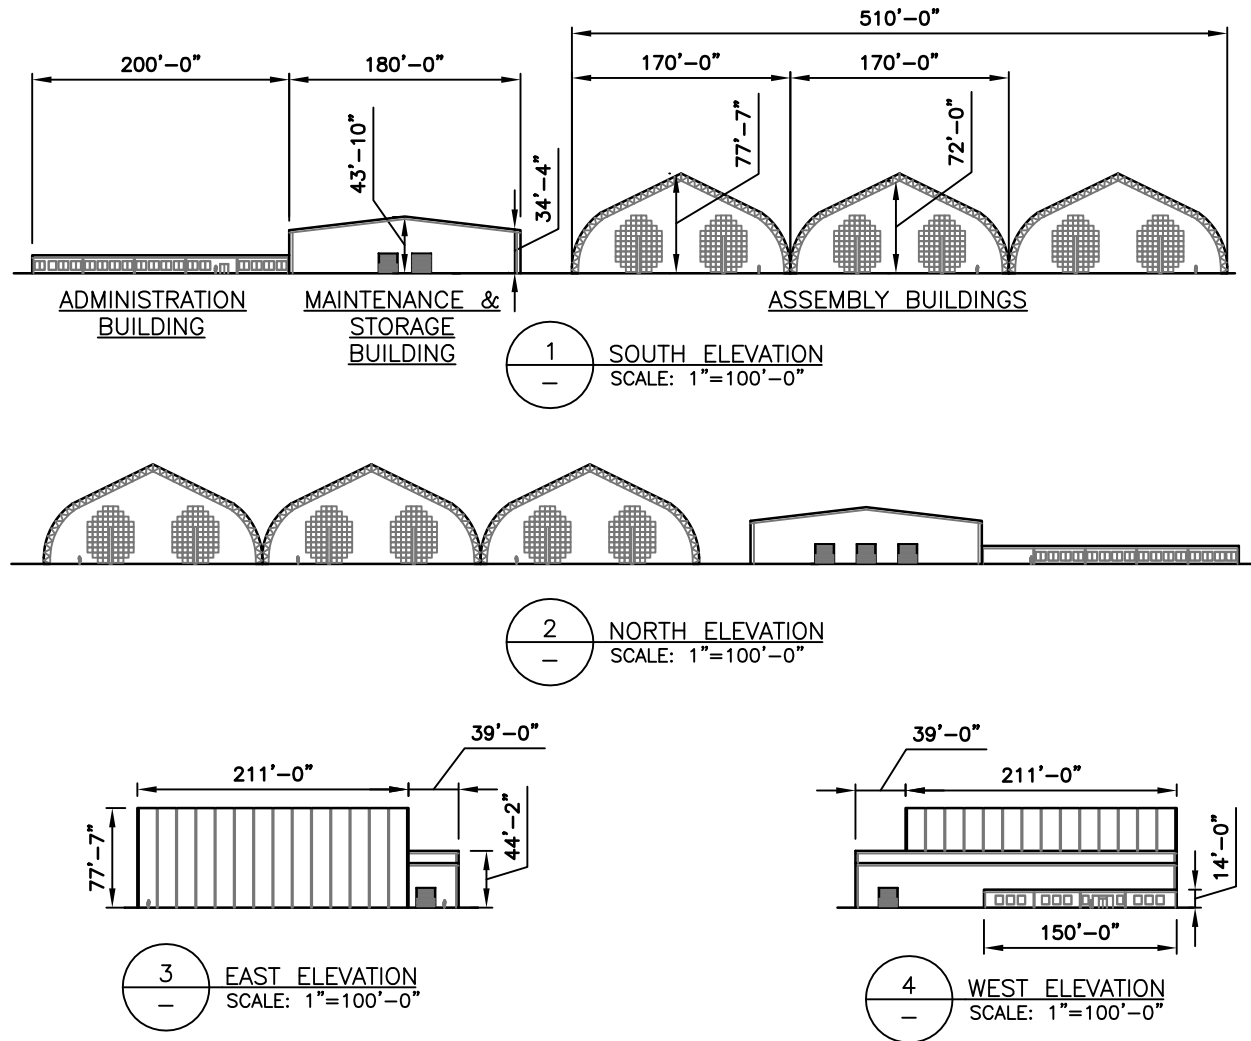 510'-0"
200'-0" 180'-0" 170'-0" 170'-0"
43'-10" 34'-4" 77'-7" 72'-0"
ADMINISTRATION
BUILDING
MAINTENANCE &
STORAGE
BUILDING
ASSEMBLY BUILDINGS
1
–
SOUTH ELEVATION
SCALE: 1"=100'-0"
2
–
NORTH ELEVATION
SCALE: 1"=100'-0"
39'-0"
211'-0"
77'-7"
44'-2"
3
–
EAST ELEVATION
SCALE: 1"=100'-0"
39'-0"
211'-0"
14'-0"
150'-0"
4
–
WEST ELEVATION
SCALE: 1"=100'-0"